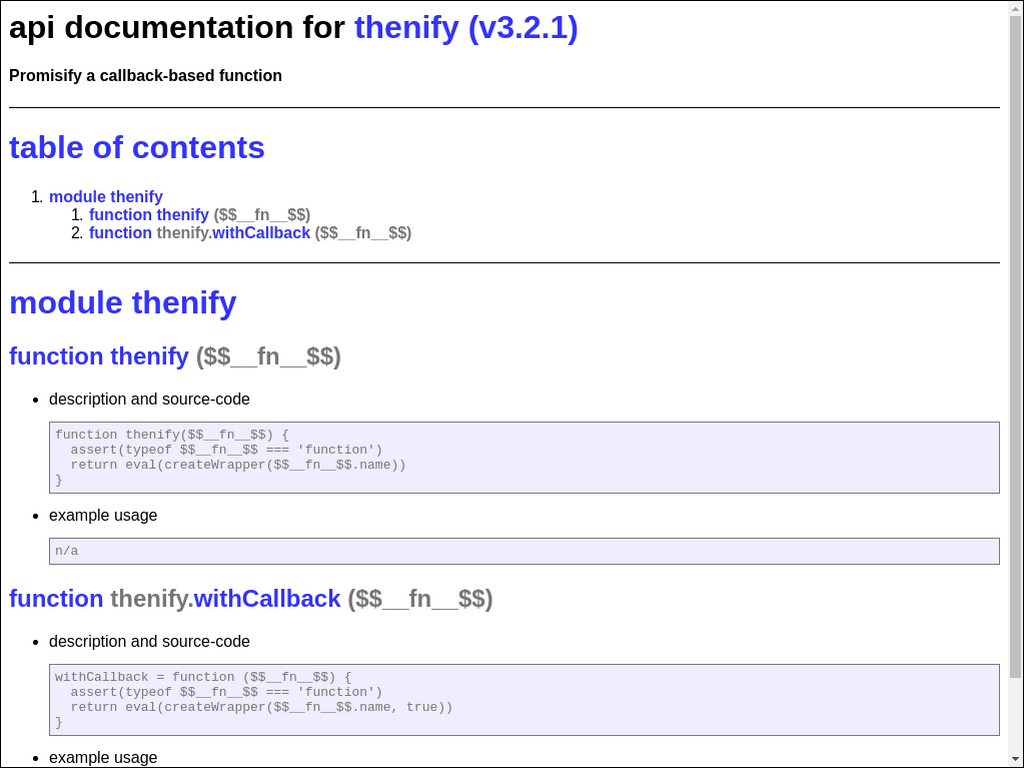 api documentation for thenify (v3.2.1)
Promisify a callback-based function
table of contents
1. module thenify
1. function thenify ($$__fn__$$)
2. function thenify.withCallback ($$__fn__$$)
module thenify
function thenify ($$__fn__$$)
• description and source-code
function thenify($$__fn__$$) {
  assert(typeof $$__fn__$$ === 'function')
  return eval(createWrapper($$__fn__$$.name))
}
• example usage
n/a
function thenify.withCallback ($$__fn__$$)
• description and source-code
withCallback = function ($$__fn__$$) {
  assert(typeof $$__fn__$$ === 'function')
  return eval(createWrapper($$__fn__$$.name, true))
}
• example usage